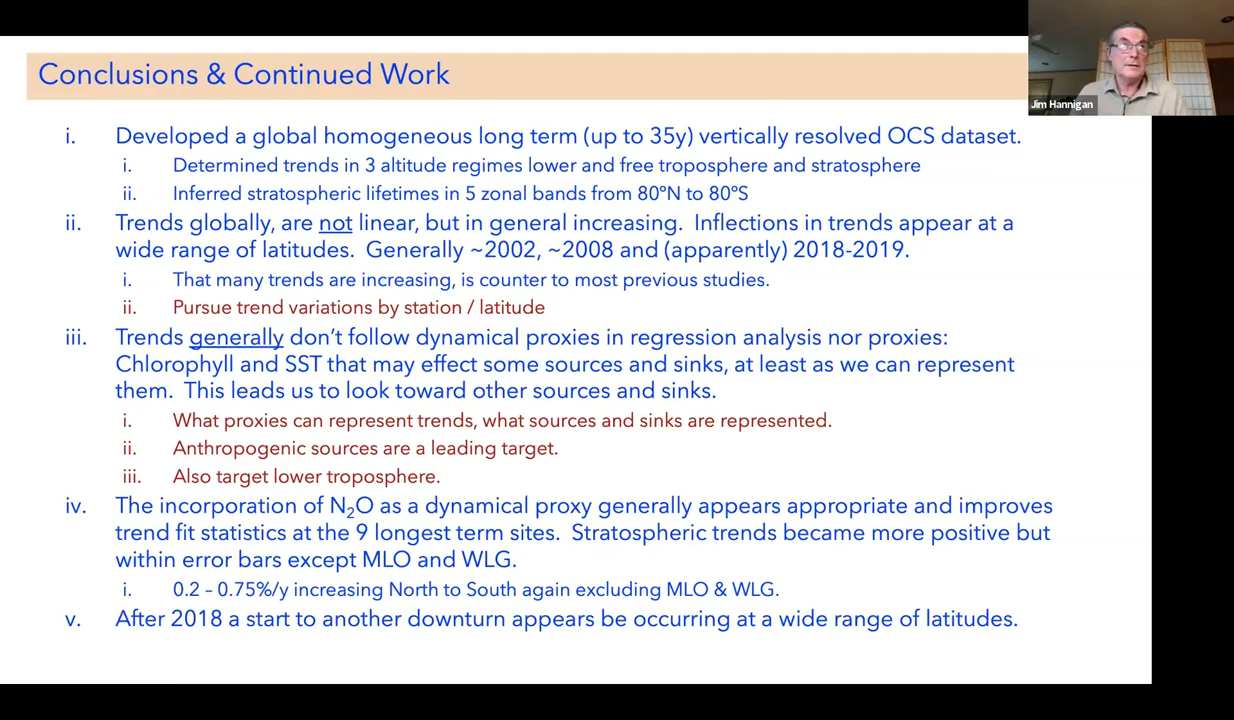 Conclusions & Continued Work
Jim Hannigan
i. Developed a global homogeneous long term (up to 35y) vertically resolved OCS dataset.
i. Determined trends in 3 altitude regimes lower and free troposphere and stratosphere
ii. Inferred stratospheric lifetimes in 5 zonal bands from 80°N to 80°S
ii. Trends globally, are not linear, but in general increasing. Inflections in trends appear at a
wide range of latitudes. Generally ~2002, ~2008 and (apparently) 2018-2019.
i. That many trends are increasing, is counter to most previous studies.
ii. Pursue trend variations by station / latitude
iii. Trends generally don't follow dynamical proxies in regression analysis nor proxies:
Chlorophyll and SST that may effect some sources and sinks, at least as we can represent
them. This leads us to look toward other sources and sinks.
i. What proxies can represent trends, what sources and sinks are represented.
ii. Anthropogenic sources are a leading target.
iii. Also target lower troposphere.
iv. The incorporation of N₂O as a dynamical proxy generally appears appropriate and improves
trend fit statistics at the 9 longest term sites. Stratospheric trends became more positive but
within error bars except MLO and WLG.
i. 0.2 – 0.75%/y increasing North to South again excluding MLO & WLG.
v. After 2018 a start to another downturn appears be occurring at a wide range of latitudes.